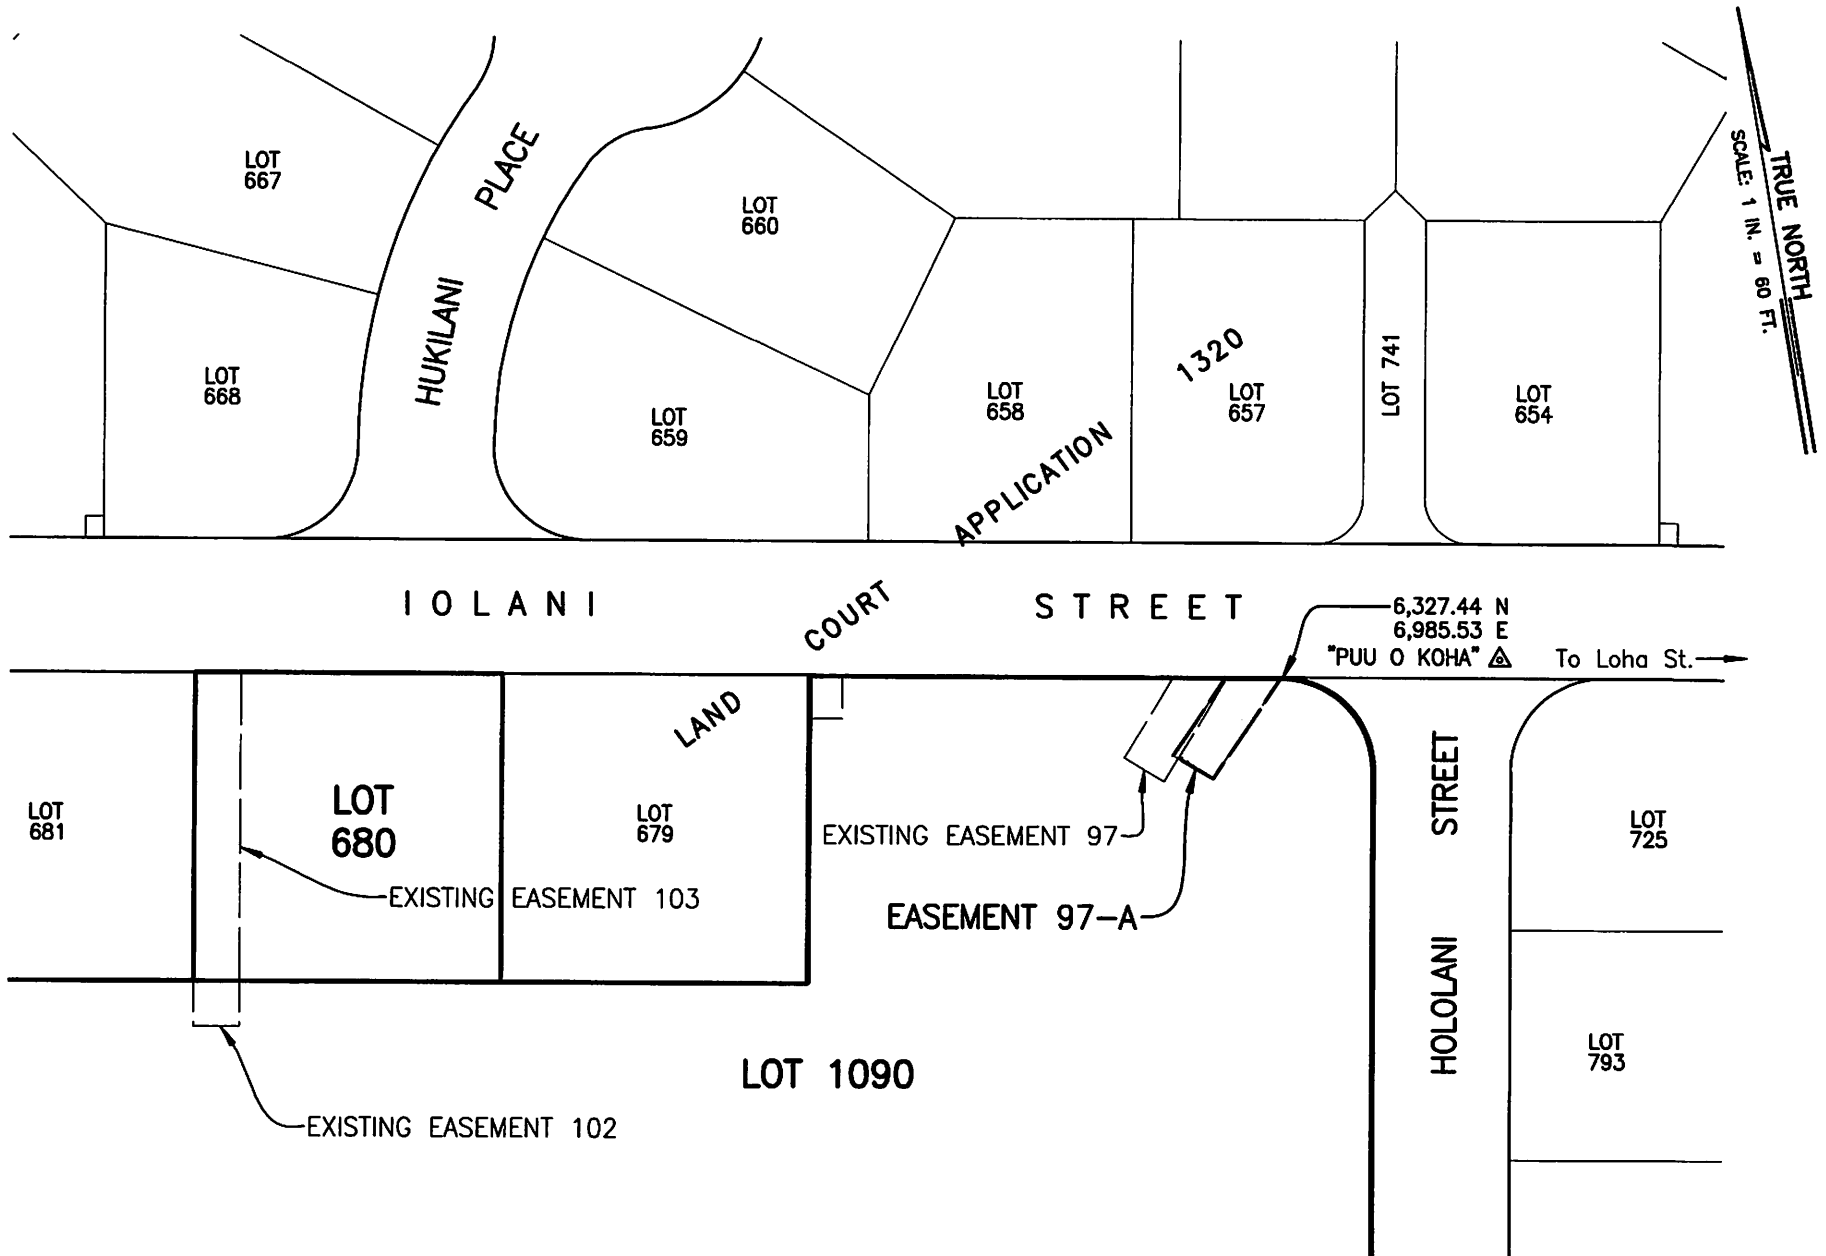 TRUE NORTH
SCALE: 1 IN. = 60 FT.
LOT
667
PLACE
HUKILANI
LOT
660
LOT
668
LOT
659
LOT
658
LOT
657
LOT 741
LOT
654
LAND COURT APPLICATION 1320
IOLANI STREET
6,327.44 N
6,985.53 E
"PUU O KOHA"
To Loha St.
LOT
681
LOT
680
LOT
679
EXISTING EASEMENT 103
EXISTING EASEMENT 97
EASEMENT 97-A
HOLOLANI STREET
LOT
725
LOT
793
LOT 1090
EXISTING EASEMENT 102